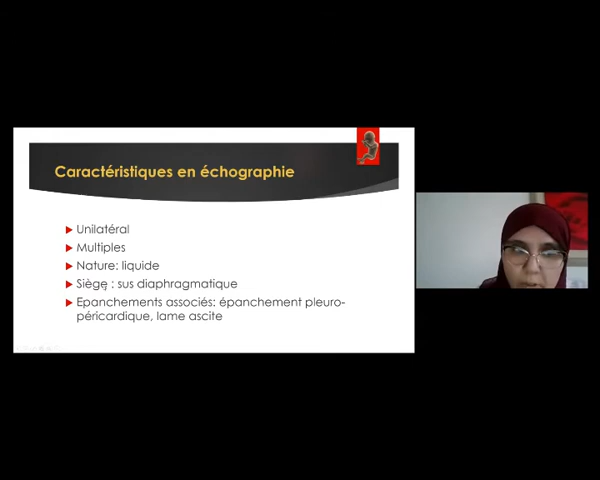 Caractéristiques en échographie
Unilatéral
Multiples
Nature: liquide
Siège : sus diaphragmatique
Epanchements associés: épanchement pleuro-
péricardique, lame ascite